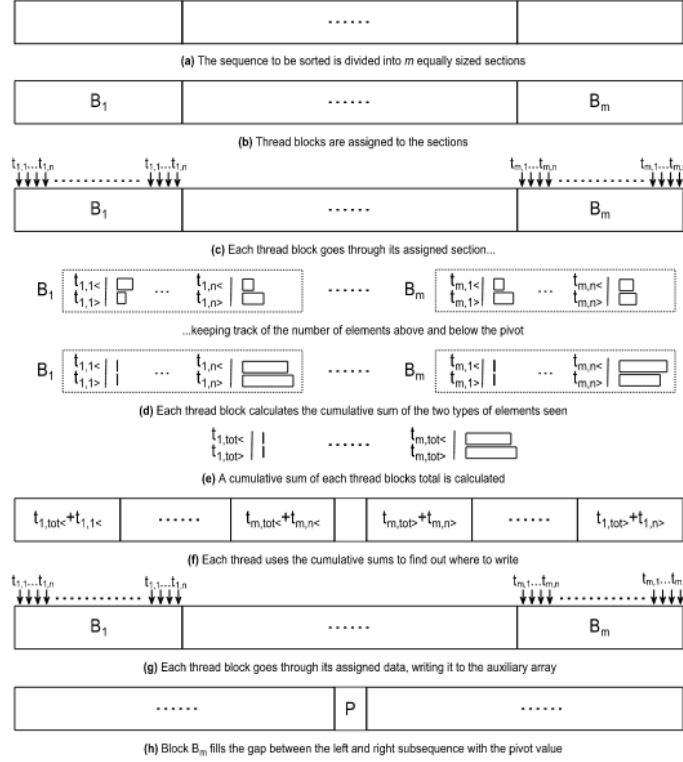 ......
(a) The sequence to be sorted is divided into m equally sized sections
B1 ...... Bm
(b) Thread blocks are assigned to the sections
t1,1...t1,n t1,1...t1,n tm,1...tm,n tm,1...tm,
B1 ...... Bm
(c) Each thread block goes through its assigned section...
B1 t1,1< ... t1,n< ...... Bm tm,1< ... tm,n<
t1,1> t1,n> tm,1> tm,n>
...keeping track of the number of elements above and below the pivot
B1 t1,1< ... t1,n< ...... Bm tm,1< ... tm,n<
t1,1> t1,n> tm,1> tm,n>
(d) Each thread block calculates the cumulative sum of the two types of elements seen
t1,tot< ...... tm,tot<
t1,tot> tm,tot>
(e) A cumulative sum of each thread blocks total is calculated
t1,tot<+t1,1< ...... tm,tot<+tm,n< tm,tot>+tm,n> ...... t1,tot>+t1,n>
(f) Each thread uses the cumulative sums to find out where to write
t1,1...t1,n t1,1...t1,n tm,1...tm,n tm,1...tm,
B1 ...... Bm
(g) Each thread block goes through its assigned data, writing it to the auxiliary array
...... P ......
(h) Block Bm fills the gap between the left and right subsequence with the pivot value